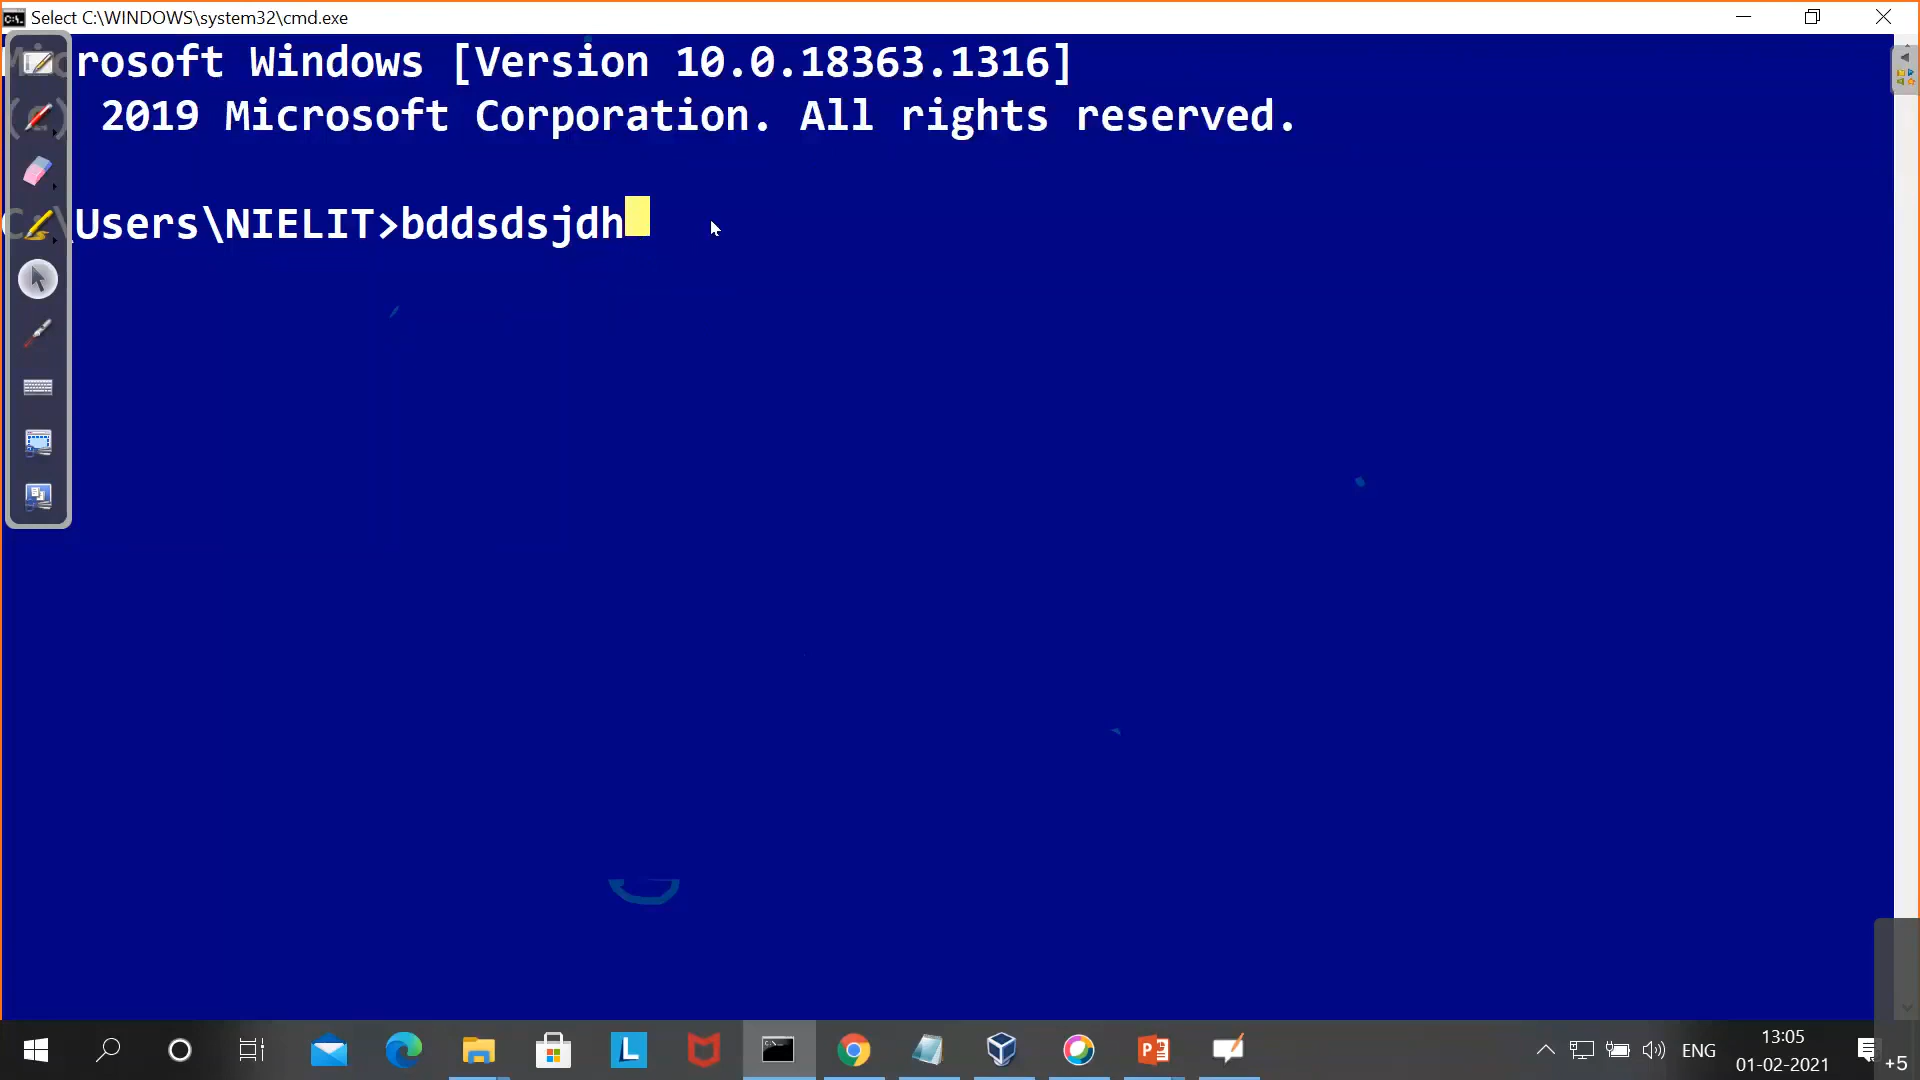 Select C:\WINDOWS\system32\cmd.exe
Microsoft Windows [Version 10.0.18363.1316]
(c) 2019 Microsoft Corporation. All rights reserved.
C:\Users\NIELIT>bddsdsjdh
ENG
13:05
01-02-2021
+5